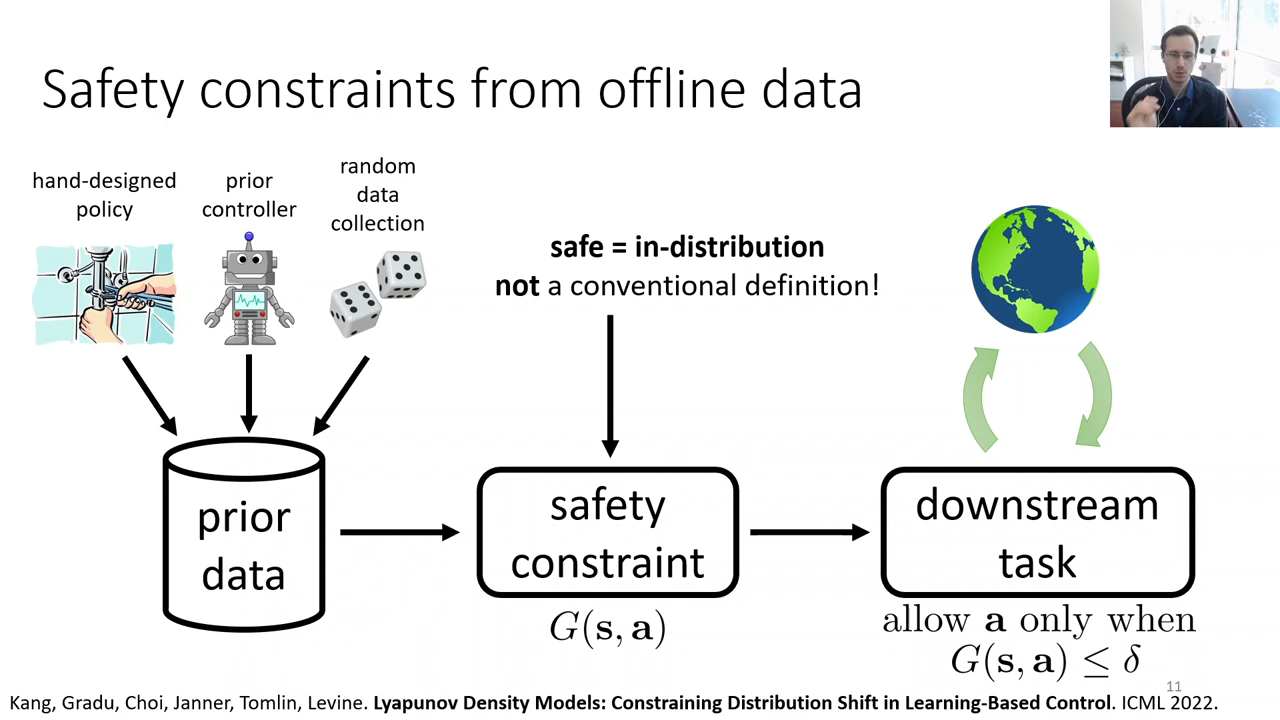 Safety constraints from offline data
hand-designed
policy
prior
controller
random
data
collection
safe = in-distribution
not a conventional definition!
prior
data
safety
constraint
G(s, a)
downstream
task
allow a only when
G(s, a) ≤ δ
11
Kang, Gradu, Choi, Janner, Tomlin, Levine. Lyapunov Density Models: Constraining Distribution Shift in Learning-Based Control. ICML 2022.